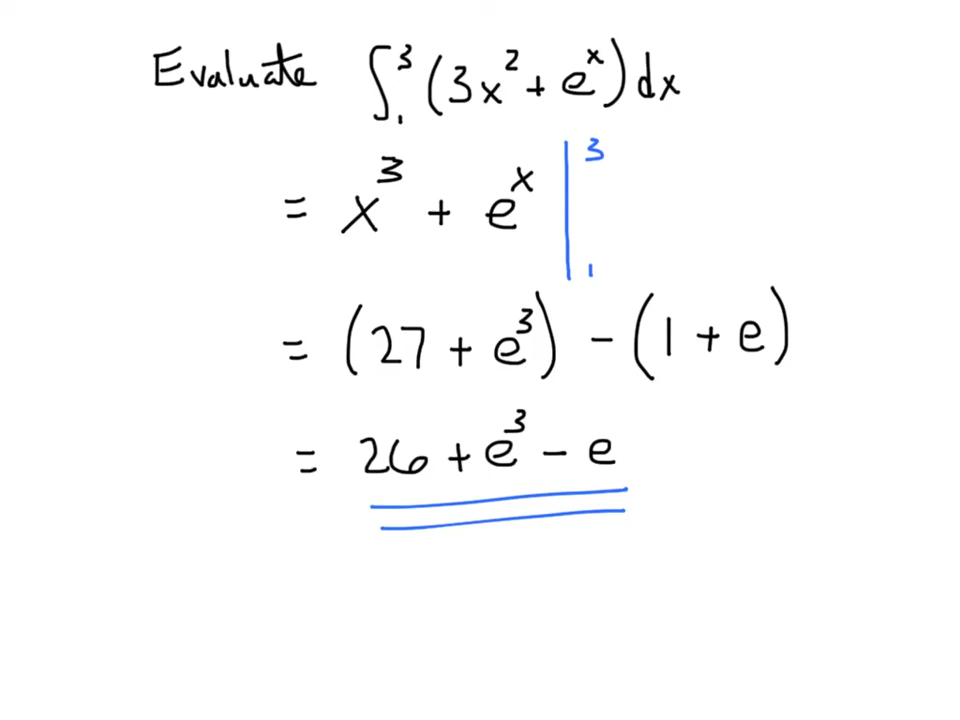 Evaluate ∫₁³ (3x² + eˣ) dx
= x³ + eˣ |₁³
= (27 + e³) - (1 + e)
= 26 + e³ - e